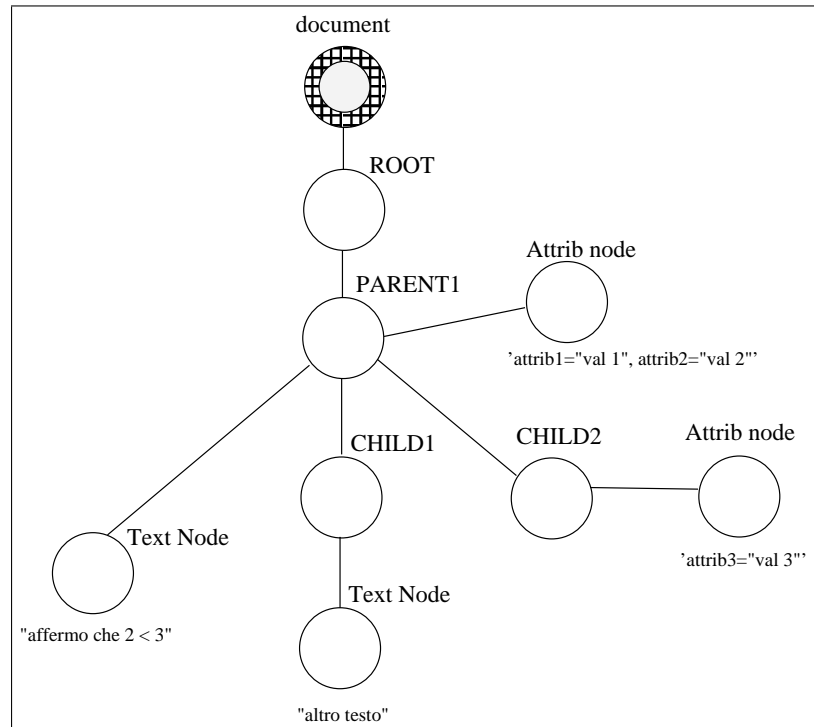 document
ROOT
Attrib node
PARENT1
’attrib1="val 1", attrib2="val 2"’
CHILD1
CHILD2
Attrib node
Text Node
’attrib3="val 3"’
Text Node
"affermo che 2 < 3"
"altro testo"